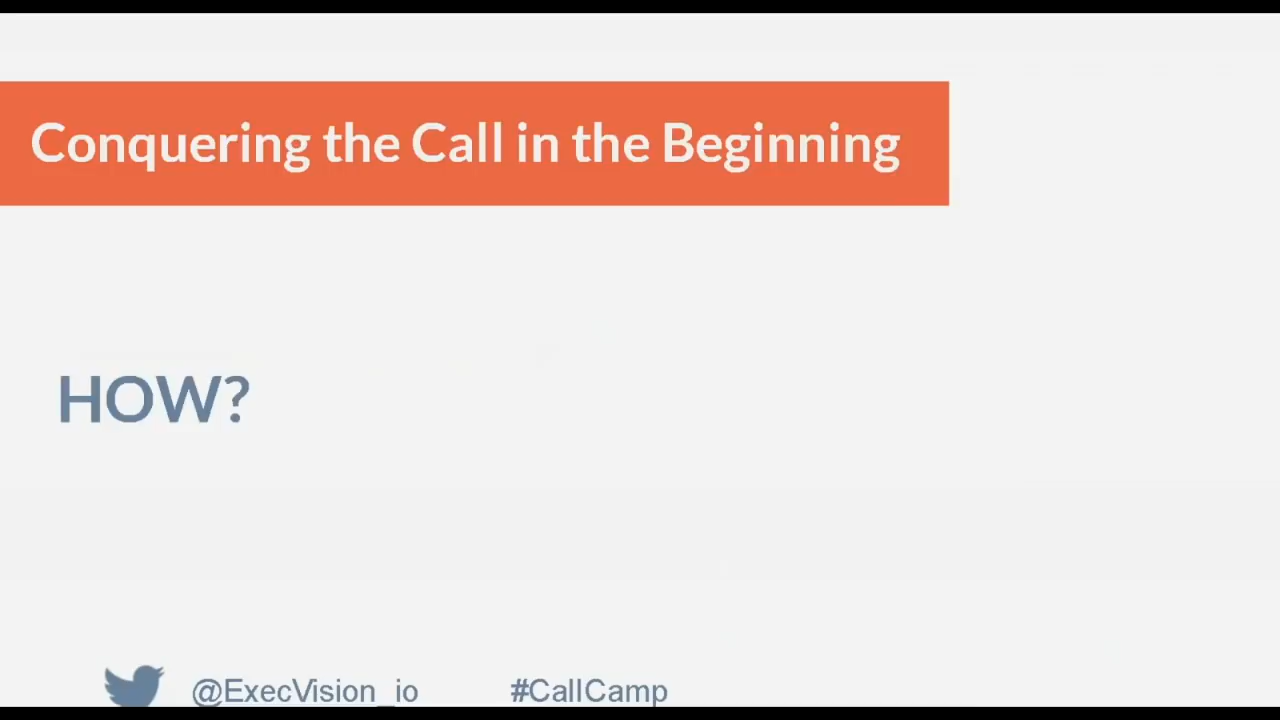 Conquering the Call in the Beginning
HOW?
@ExecVision_io #CallCamp